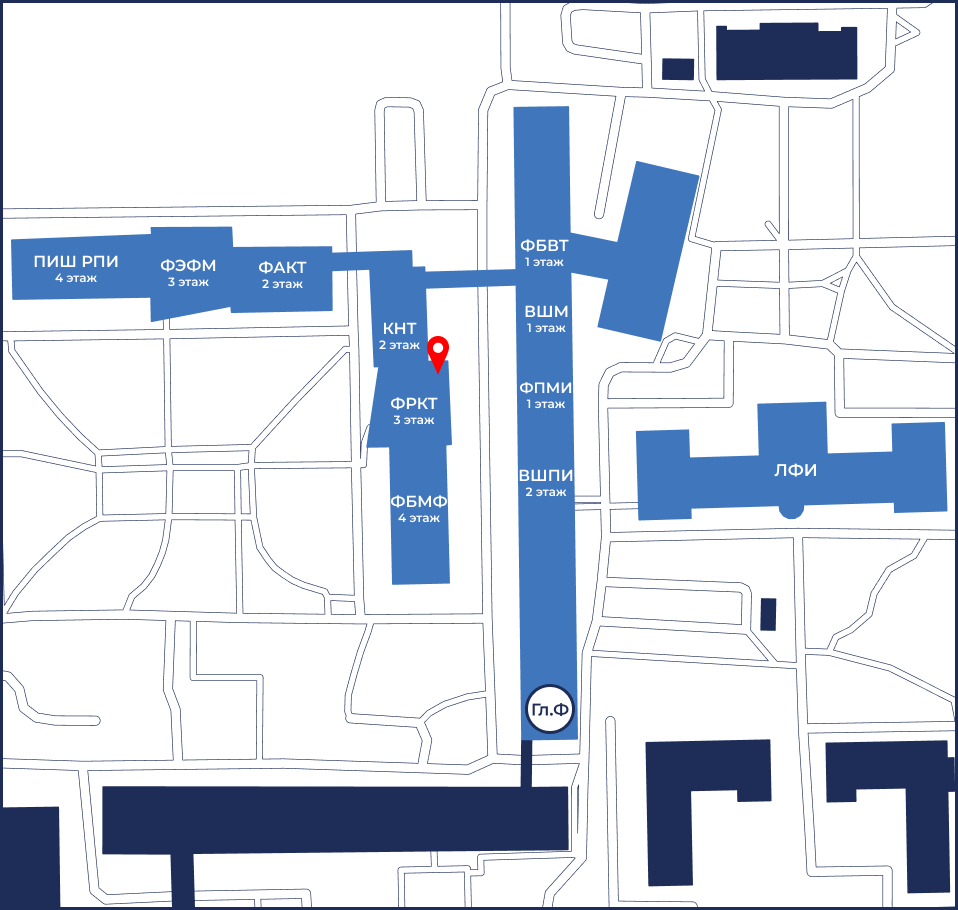 ПИШ РПИ
4 этаж
ФЭФМ
3 этаж
ФАКТ
2 этаж
ФБВТ
1 этаж
ВШМ
1 этаж
КНТ
2 этаж
ФПМИ
1 этаж
ФРКТ
3 этаж
ВШПИ
2 этаж
ЛФИ
ФБМФ
4 этаж
Гл.Ф